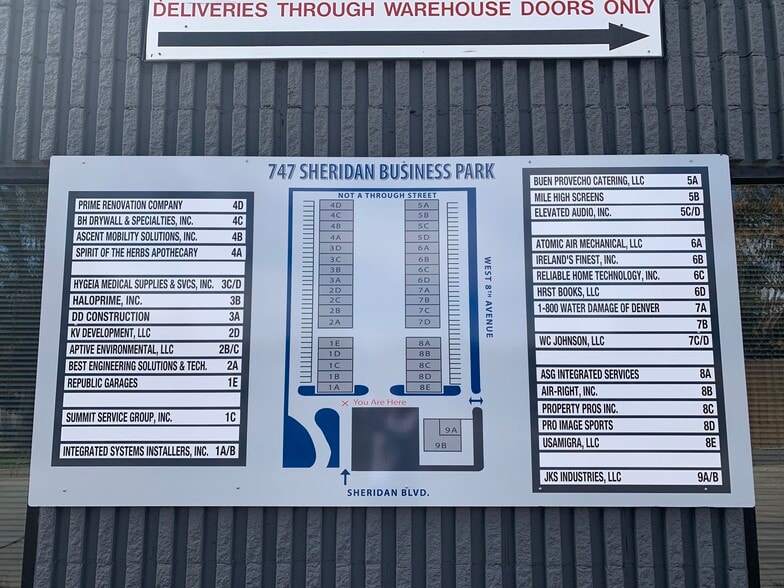 DELIVERIES THROUGH WAREHOUSE DOORS ONLY
747 SHERIDAN BUSINESS PARK
PRIME RENOVATION COMPANY 4D
BH DRYWALL & SPECIALTIES, INC. 4C
ASCENT MOBILITY SOLUTIONS, INC. 4B
SPIRIT OF THE HERBS APOTHECARY 4A
HYGEIA MEDICAL SUPPLIES & SVCS, INC. 3C/D
HALOPRIME, INC. 3B
DD CONSTRUCTION 3A
KV DEVELOPMENT, LLC 2D
APTIVE ENVIRONMENTAL, LLC 2B/C
BEST ENGINEERING SOLUTIONS & TECH. 2A
REPUBLIC GARAGES 1E
SUMMIT SERVICE GROUP, INC. 1C
INTEGRATED SYSTEMS INSTALLERS, INC. 1A/B
NOT A THROUGH STREET
4D 5A
4C 5B
4B 5C
4A 5D
3D 6A
3C 6B
3B 6C
3A 6D
2D 7A
2C 7B
2B 7C
2A 7D
1E 8A
1D 8B
1C 8C
1B 8D
1A 8E
WEST 8TH AVENUE
× You Are Here
9A
9B
SHERIDAN BLVD.
BUEN PROVECHO CATERING, LLC 5A
MILE HIGH SCREENS 5B
ELEVATED AUDIO, INC. 5C/D
ATOMIC AIR MECHANICAL, LLC 6A
IRELAND'S FINEST, INC. 6B
RELIABLE HOME TECHNOLOGY, INC. 6C
HRST BOOKS, LLC 6D
1-800 WATER DAMAGE OF DENVER 7A
7B
WC JOHNSON, LLC 7C/D
ASG INTEGRATED SERVICES 8A
AIR-RIGHT, INC. 8B
PROPERTY PROS INC. 8C
PRO IMAGE SPORTS 8D
USAMIGRA, LLC 8E
JKS INDUSTRIES, LLC 9A/B